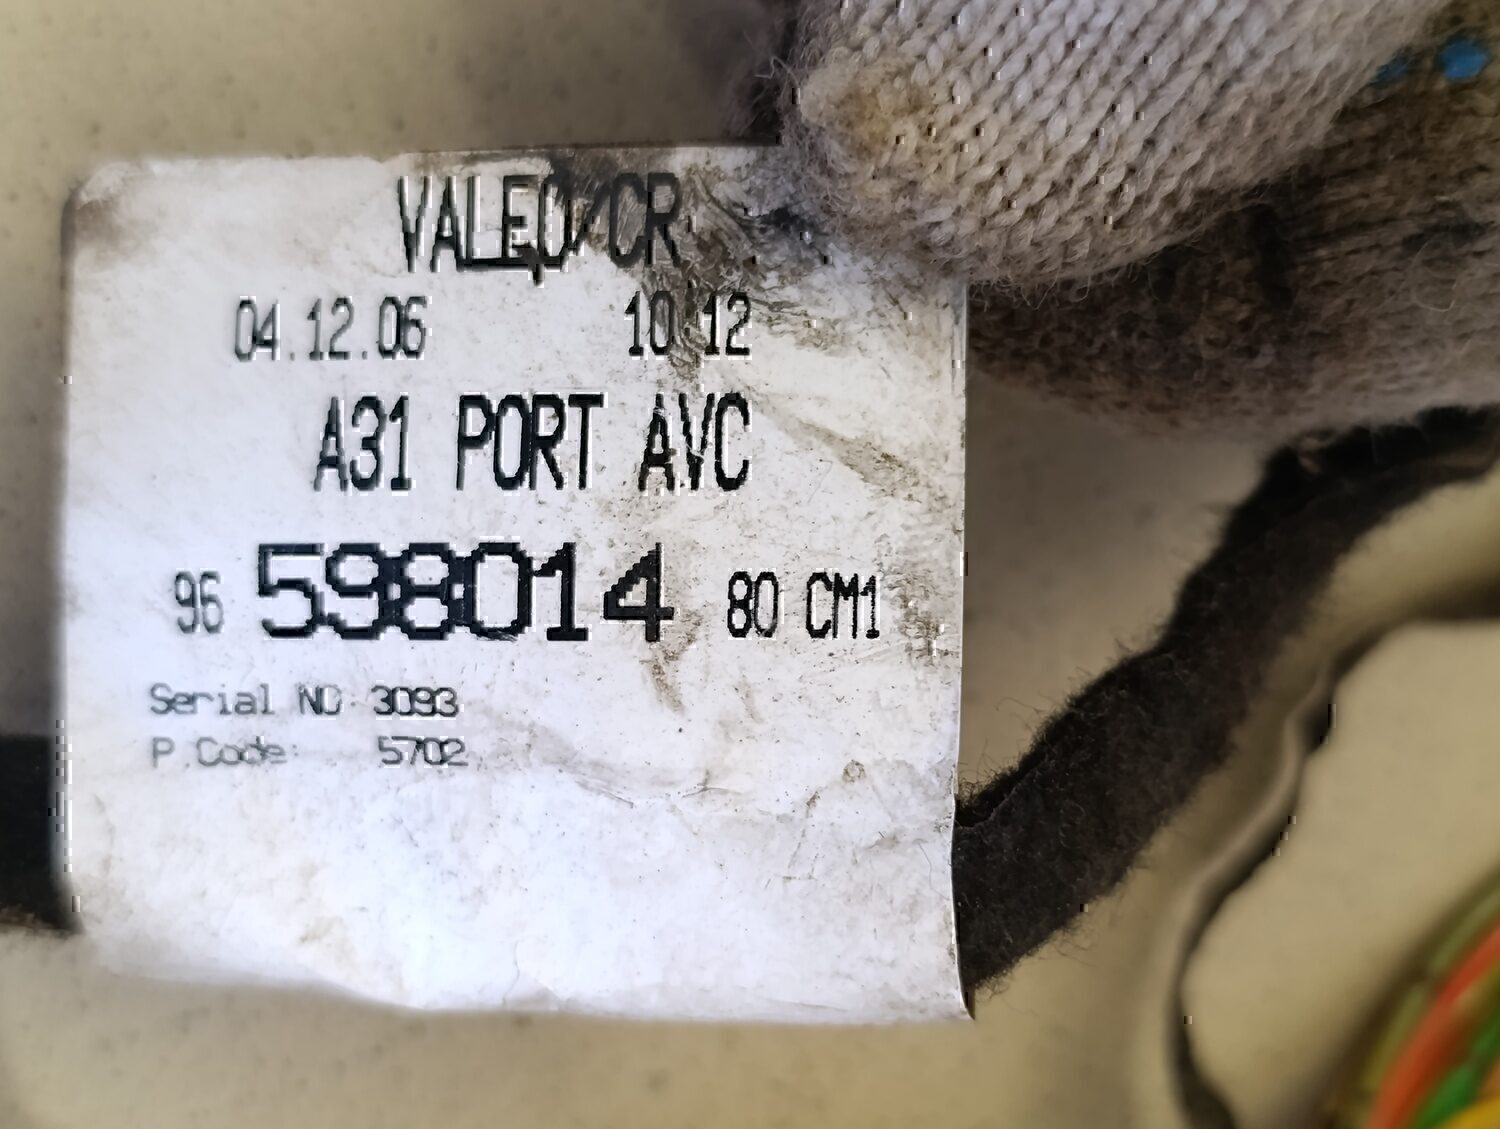 VALEO/CR
04.12.06 10 12
A31 PORT AVC
96 598014 80 CM1
Serial NO 3093
P.Code: 5702